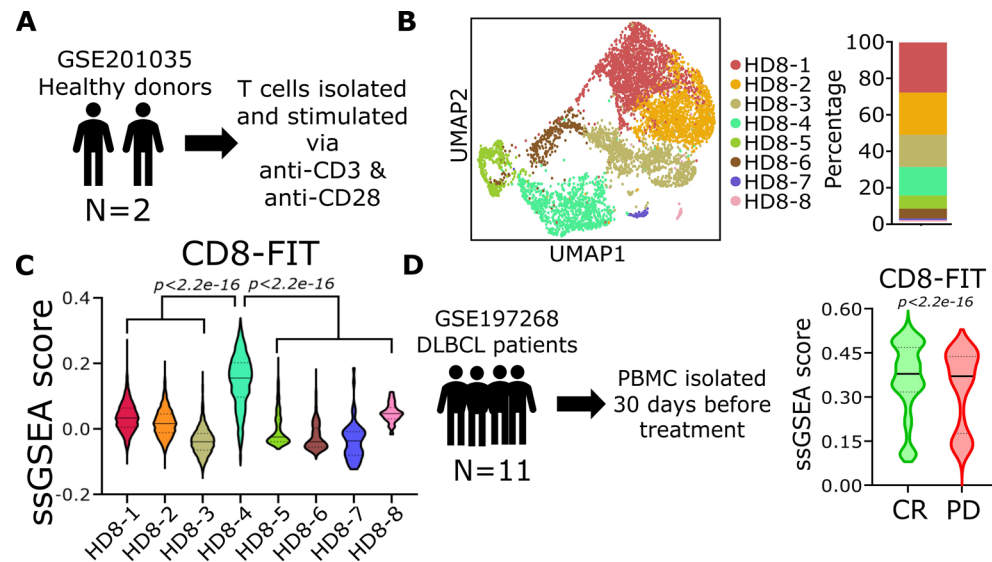 A
GSE201035
Healthy donors
N=2
T cells isolated
and stimulated
via
anti-CD3 &
anti-CD28
B
UMAP2
UMAP1
HD8-1
HD8-2
HD8-3
HD8-4
HD8-5
HD8-6
HD8-7
HD8-8
Percentage
100
80
60
40
20
0
C
CD8-FIT
p<2.2e-16
p<2.2e-16
ssGSEA score
0.4
0.2
0.0
-0.2
HD8-1
HD8-2
HD8-3
HD8-4
HD8-5
HD8-6
HD8-7
HD8-8
D
GSE197268
DLBCL patients
N=11
PBMC isolated
30 days before
treatment
CD8-FIT
p<2.2e-16
ssGSEA score
0.60
0.45
0.30
0.15
0.00
CR
PD